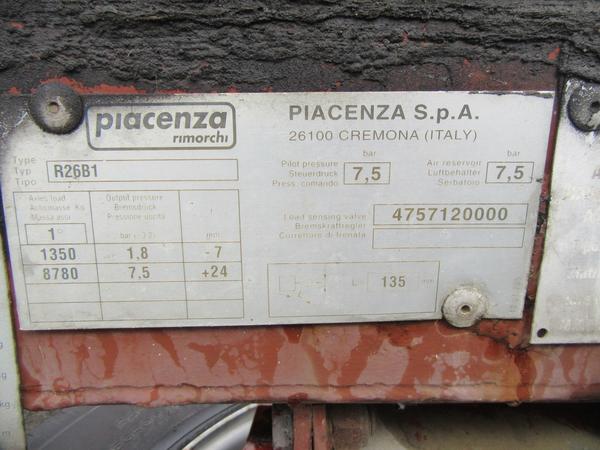 piacenza
rimorchi
PIACENZA S.p.A.
26100 CREMONA (ITALY)
Type
Typ
Tipo
R26B1
Pilot pressure
Steuerdruck
Press. comando
bar
7,5
Air reservoir
Luftbehälter
Serbatoio
bar
7,5
Axles load
Achsmasse Kg
Massa assi
Output pressure
Bremsdruck
Pressione uscita
1°
bar
mm
1350 1,8 - 7
8780 7,5 +24
Load sensing valve
Bremskraftregler
Correttore di frenata
4757120000
L= 135 mm